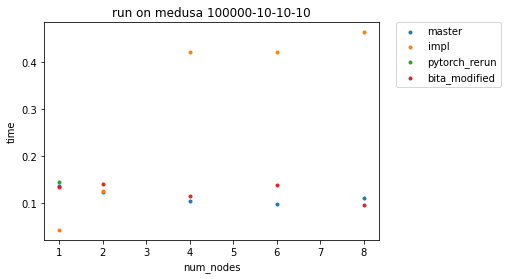 run on medusa 100000-10-10-10
master
impl
pytorch_rerun
bita_modified
time
0.4
0.3
0.2
0.1
1 2 3 4 5 6 7 8
num_nodes